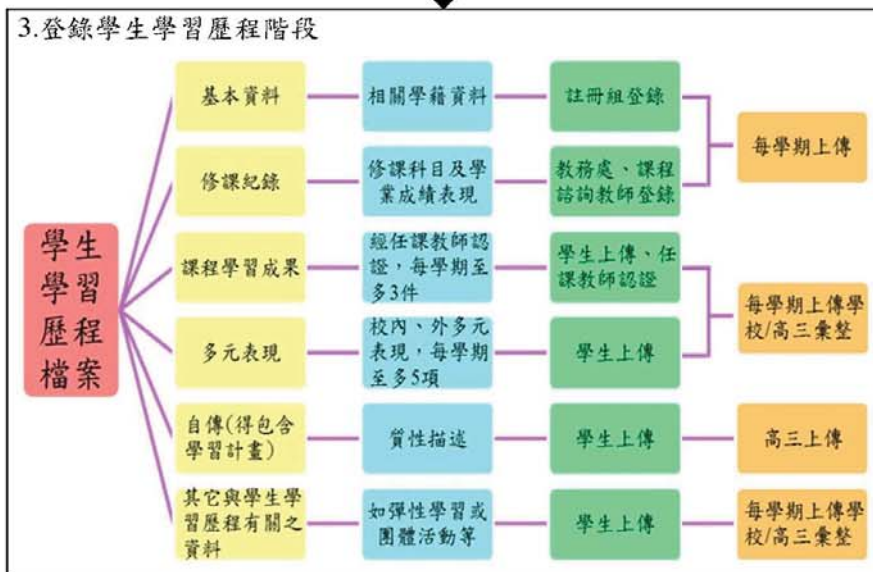 3.登錄學生學習歷程階段
學生
學習
歷程
檔案
基本資料
相關學籍資料
註冊組登錄
每學期上傳
修課紀錄
修課科目及學
業成績表現
教務處、課程
諮詢教師登錄
課程學習成果
經任課教師認
證，每學期至
多3件
學生上傳、任
課教師認證
每學期上傳學
校/高三彙整
多元表現
校內、外多元
表現，每學期
至多5項
學生上傳
自傳(得包含
學習計畫)
質性描述
學生上傳
高三上傳
其它與學生學
習歷程有關之
資料
如彈性學習或
團體活動等
學生上傳
每學期上傳學
校/高三彙整